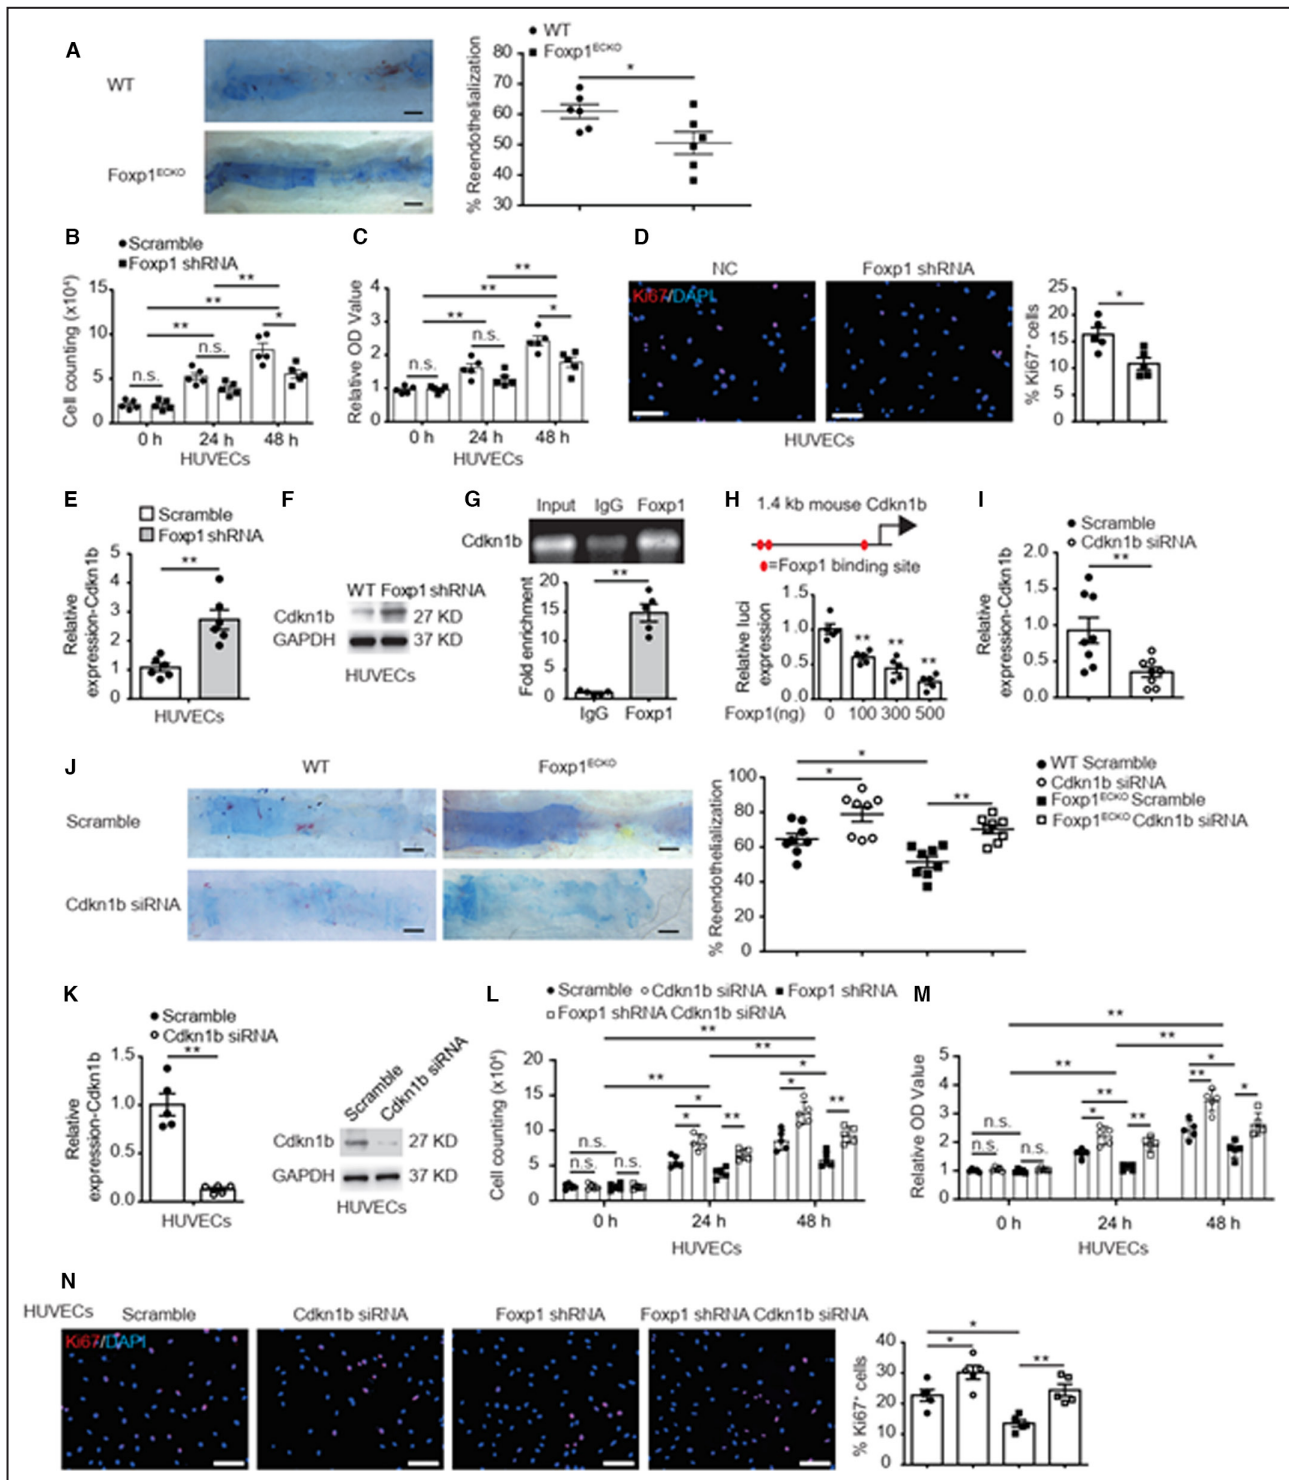 A
WT
Foxp1ECKO
WT
Foxp1ECKO
% Reendothelialization
80
70
60
50
40
30
*
B
Scramble
Foxp1 shRNA
Cell counting (x10⁴)
15
10
5
0
n.s.
**
n.s.
**
**
*
0 h
24 h
48 h
HUVECs
C
Relative OD Value
4
3
2
1
0
n.s.
**
n.s.
**
**
*
0 h
24 h
48 h
HUVECs
D
NC
Foxp1 shRNA
Ki67/DAPI
HUVECs
% Ki67⁺ cells
25
20
15
10
5
0
*
E
Scramble
Foxp1 shRNA
Relative
expression-Cdkn1b
5
4
3
2
1
0
**
HUVECs
F
WT Foxp1 shRNA
Cdkn1b
27 KD
GAPDH
37 KD
HUVECs
G
Input IgG Foxp1
Cdkn1b
Fold enrichment
20
15
10
5
0
**
IgG Foxp1
H
1.4 kb mouse Cdkn1b
=Foxp1 binding site
Relative luci
expression
1.5
1.0
0.5
0.0
**
**
**
Foxp1(ng) 0 100 300 500
I
Scramble
Cdkn1b siRNA
Relative
expression-Cdkn1b
2.0
1.5
1.0
0.5
0.0
**
J
WT
Foxp1ECKO
Scramble
Cdkn1b siRNA
% Reendothelialization
100
80
60
40
20
0
*
*
**
WT Scramble
Cdkn1b siRNA
Foxp1ECKO Scramble
Foxp1ECKO Cdkn1b siRNA
K
Scramble
Cdkn1b siRNA
Relative
expression-Cdkn1b
1.5
1.0
0.5
0.0
**
HUVECs
Scramble
Cdkn1b siRNA
Cdkn1b
27 KD
GAPDH
37 KD
HUVECs
L
Scramble Cdkn1b siRNA Foxp1 shRNA
Foxp1 shRNA Cdkn1b siRNA
Cell counting (x10⁴)
20
15
10
5
0
**
**
**
n.s.
n.s.
n.s.
*
*
**
*
*
**
0 h
24 h
48 h
HUVECs
M
Relative OD Value
5
4
3
2
1
0
**
**
**
n.s.
n.s.
n.s.
**
*
**
*
**
*
0 h
24 h
48 h
HUVECs
N
HUVECs
Scramble
Cdkn1b siRNA
Foxp1 shRNA
Foxp1 shRNA Cdkn1b siRNA
Ki67/DAPI
% Ki67⁺ cells
40
30
20
10
0
*
*
**